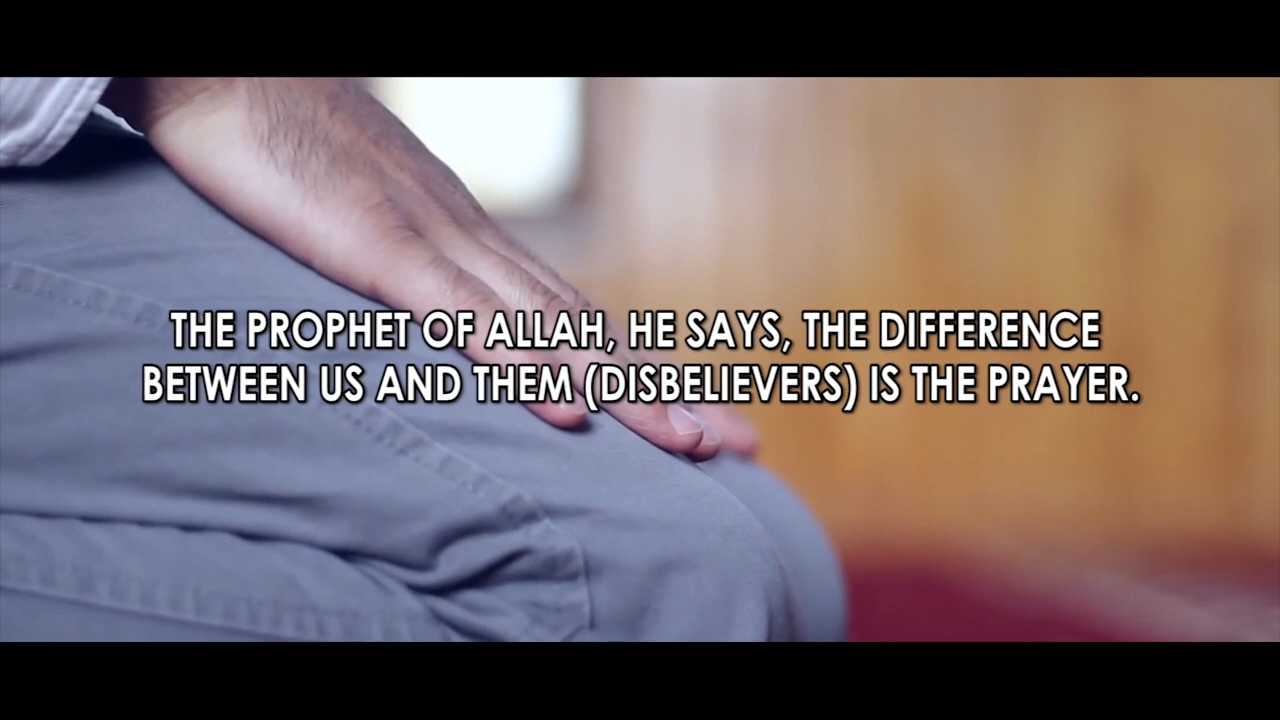 THE PROPHET OF ALLAH, HE SAYS, THE DIFFERENCE
BETWEEN US AND THEM (DISBELIEVERS) IS THE PRAYER.